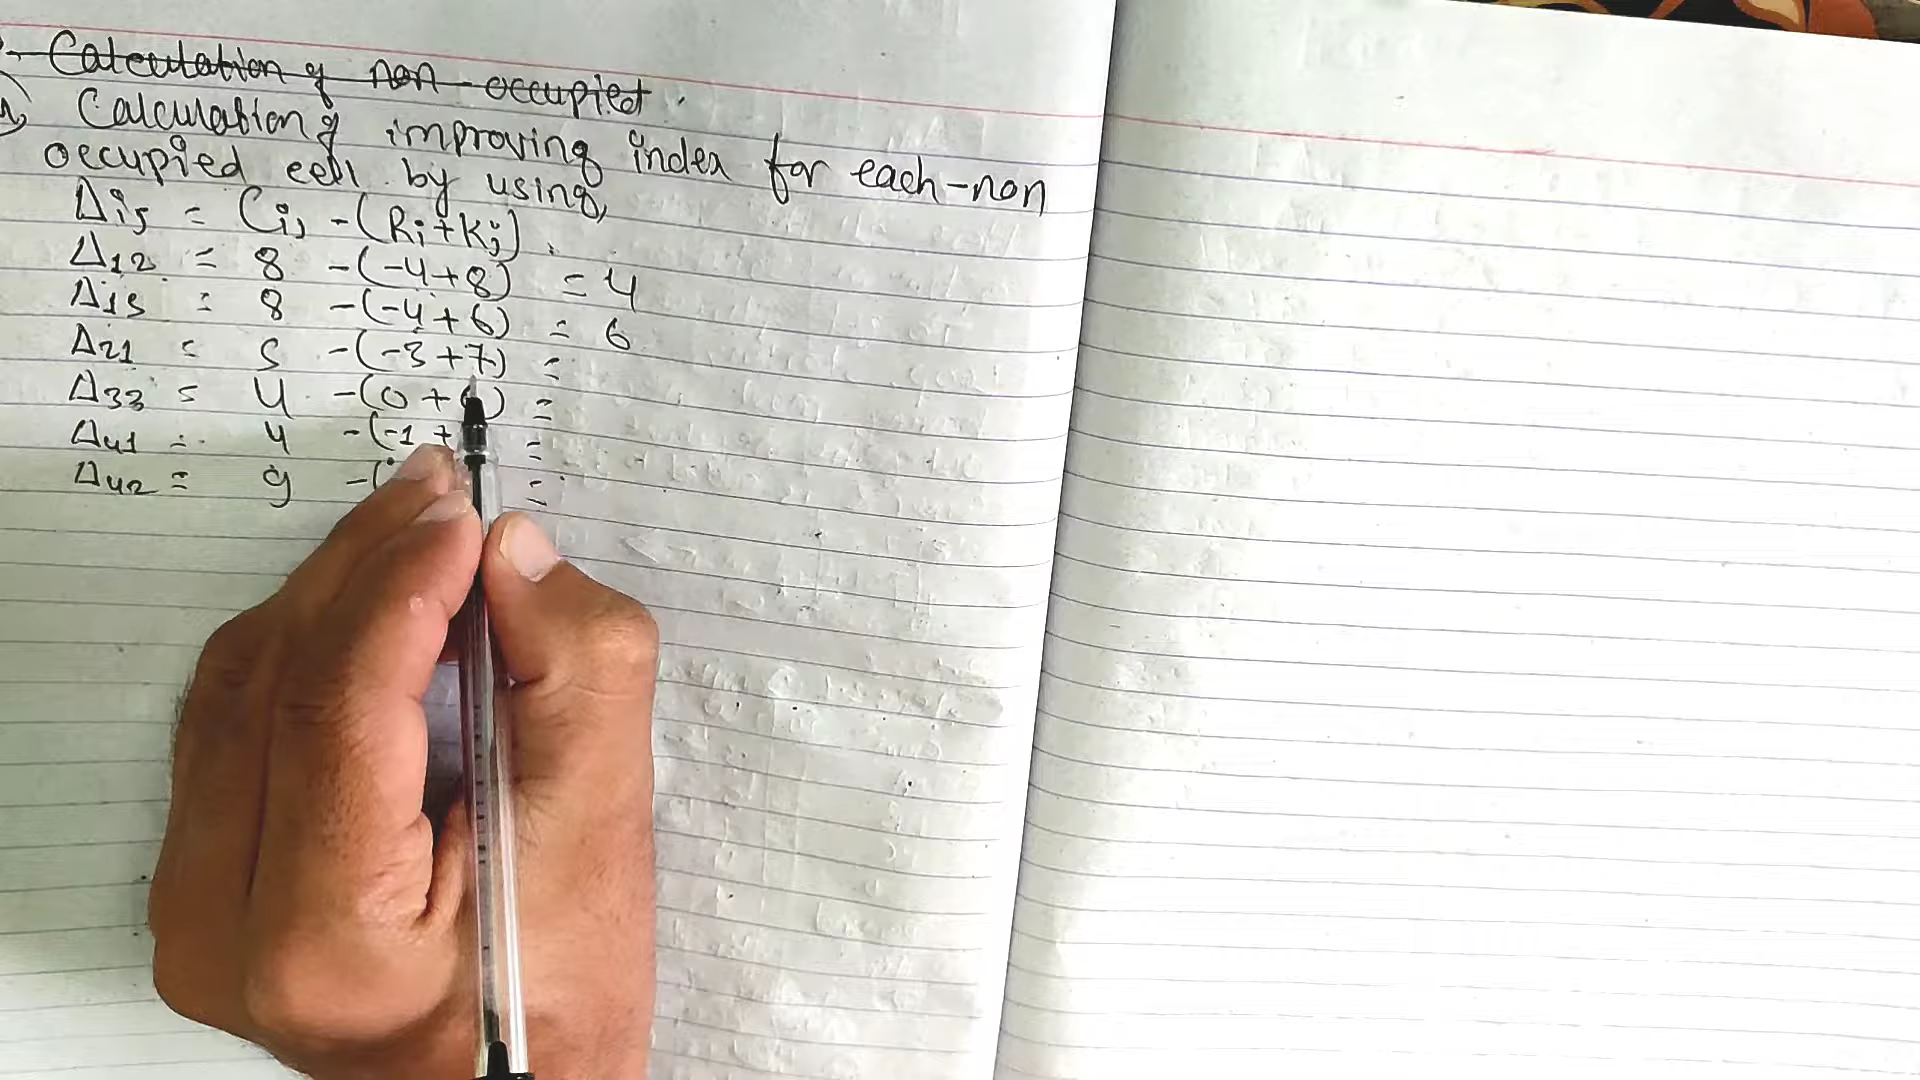 Calculation of non-occupied.
Calculation of improving index for each-non
occupied cell by using,
Δij = Cij -(Ri+Kj).
Δ12 = 8 -(-4+8) = 4
Δ13 = 8 -(-4+6) = 6
Δ21 = 5 -(-3+7) =
Δ33 = 4 -(0+ ) =
Δ41 = 4 -(-1 + =
Δ42 = 9 -( =